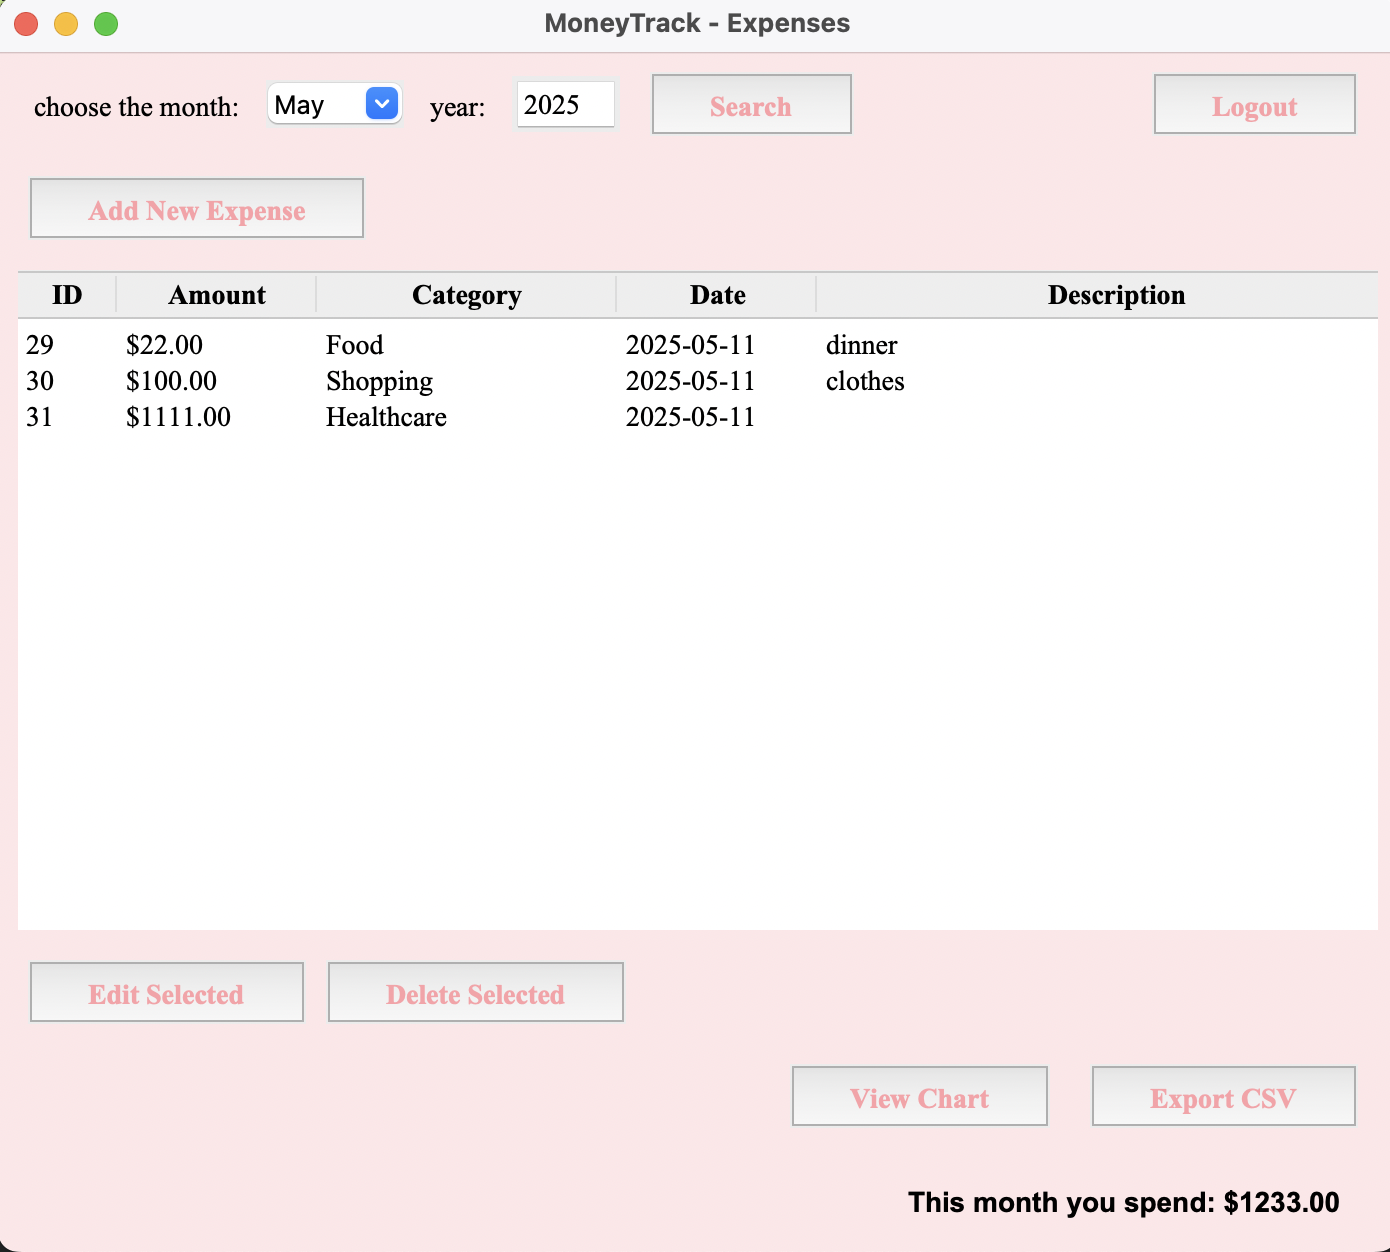 MoneyTrack - Expenses
choose the month: May year: 2025 Search Logout
Add New Expense
ID Amount Category Date Description
29 $22.00 Food 2025-05-11 dinner
30 $100.00 Shopping 2025-05-11 clothes
31 $1111.00 Healthcare 2025-05-11
Edit Selected Delete Selected
View Chart Export CSV
This month you spend: $1233.00